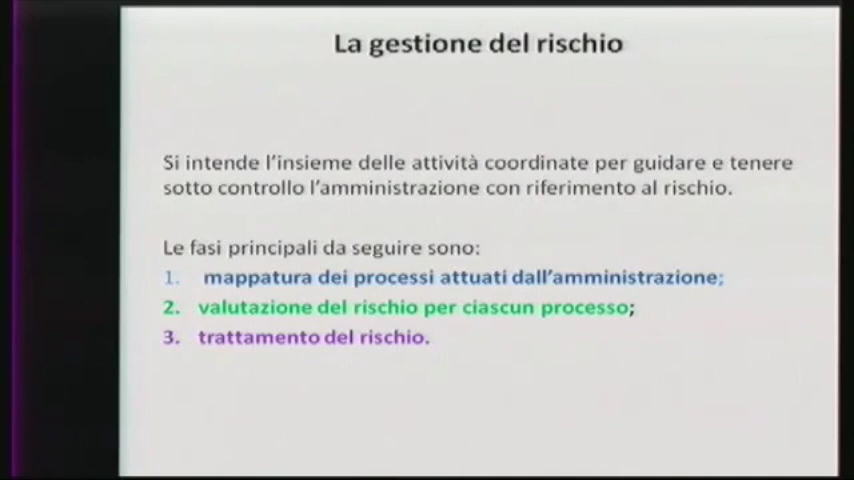 La gestione del rischio
Si intende l'insieme delle attività coordinate per guidare e tenere
sotto controllo l'amministrazione con riferimento al rischio.
Le fasi principali da seguire sono:
1. mappatura dei processi attuati dall'amministrazione;
2. valutazione del rischio per ciascun processo;
3. trattamento del rischio.